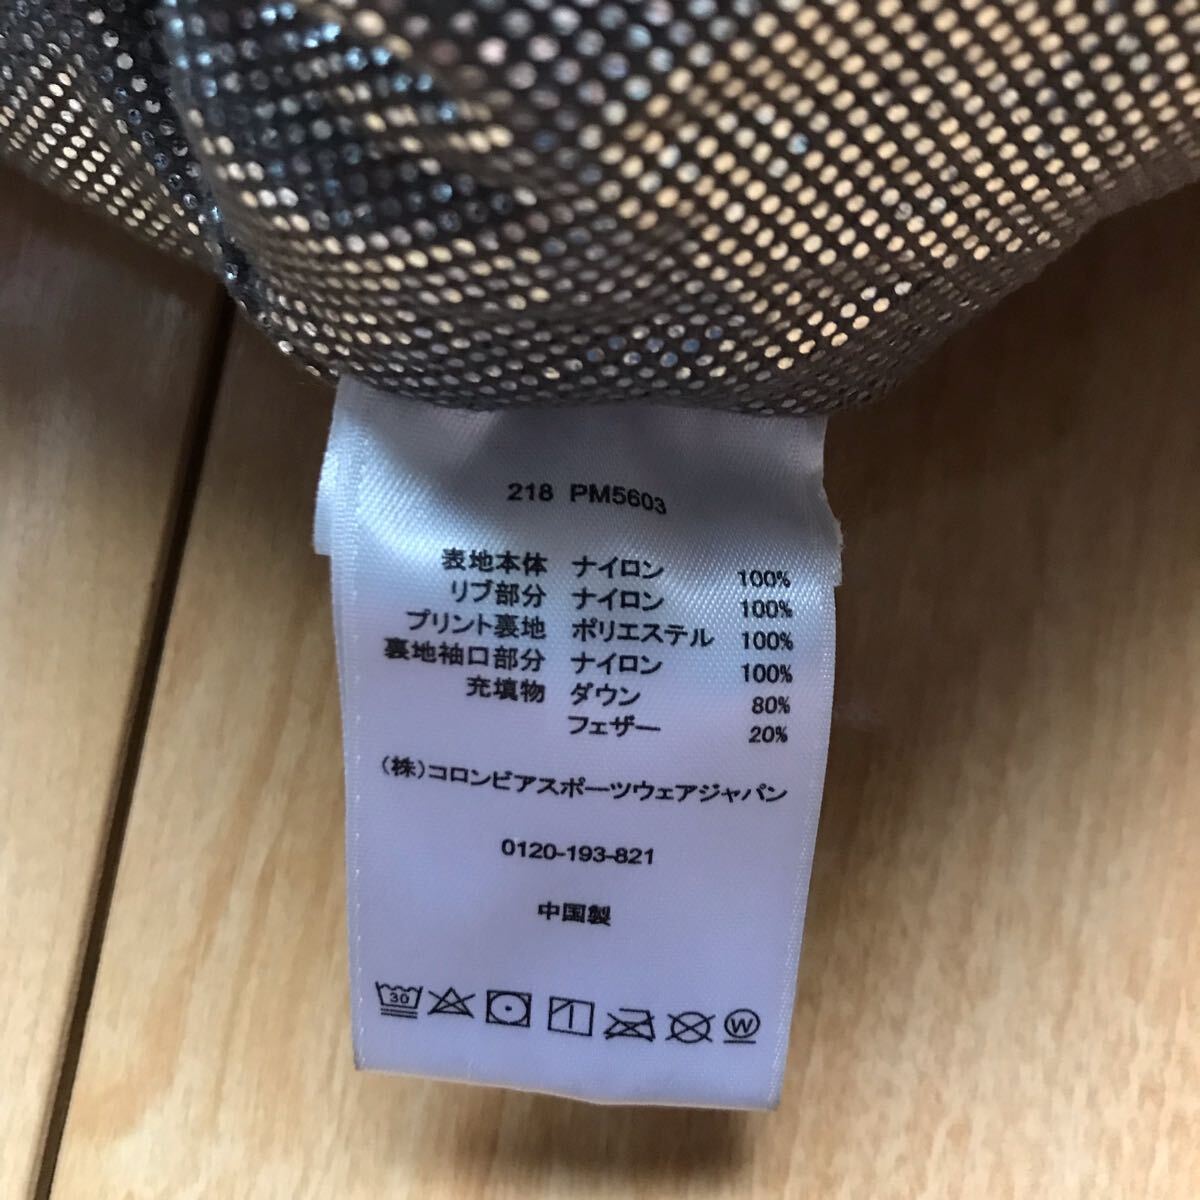 218 PM5603
表地本体 ナイロン 100%
リブ部分 ナイロン 100%
プリント裏地 ポリエステル 100%
裏地袖口部分 ナイロン 100%
充填物 ダウン 80%
フェザー 20%
(株)コロンビアスポーツウェアジャパン
0120-193-821
中国製
30 W